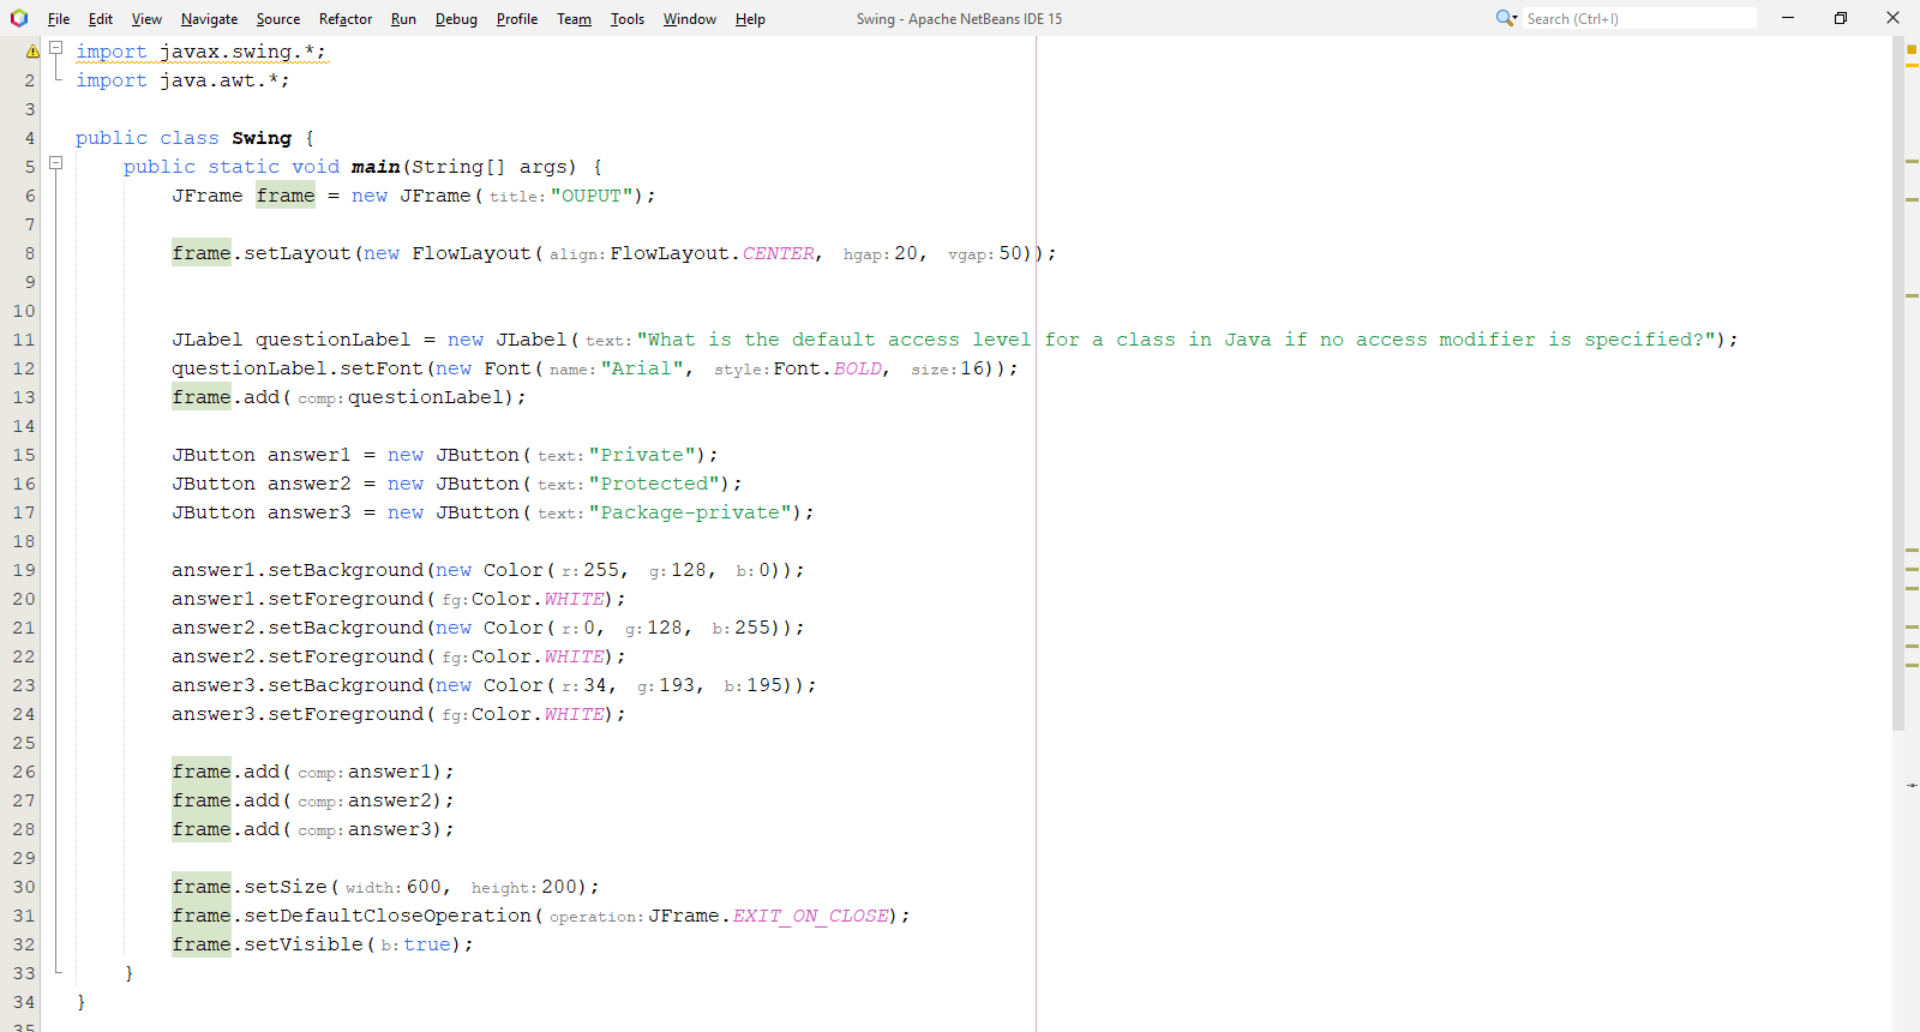 File Edit View Navigate Source Refactor Run Debug Profile Team Tools Window Help Swing - Apache NetBeans IDE 15 Search (Ctrl+I)
import javax.swing.*;
2 import java.awt.*;
3
4 public class Swing {
5 public static void main(String[] args) {
6 JFrame frame = new JFrame( title: "OUPUT");
7
8 frame.setLayout(new FlowLayout( align: FlowLayout.CENTER, hgap: 20, vgap: 50));
9
10
11 JLabel questionLabel = new JLabel( text: "What is the default access level for a class in Java if no access modifier is specified?");
12 questionLabel.setFont(new Font( name: "Arial", style: Font.BOLD, size: 16));
13 frame.add( comp: questionLabel);
14
15 JButton answer1 = new JButton( text: "Private");
16 JButton answer2 = new JButton( text: "Protected");
17 JButton answer3 = new JButton( text: "Package-private");
18
19 answer1.setBackground(new Color( r: 255, g: 128, b: 0));
20 answer1.setForeground( fg: Color.WHITE);
21 answer2.setBackground(new Color( r: 0, g: 128, b: 255));
22 answer2.setForeground( fg: Color.WHITE);
23 answer3.setBackground(new Color( r: 34, g: 193, b: 195));
24 answer3.setForeground( fg: Color.WHITE);
25
26 frame.add( comp: answer1);
27 frame.add( comp: answer2);
28 frame.add( comp: answer3);
29
30 frame.setSize( width: 600, height: 200);
31 frame.setDefaultCloseOperation( operation: JFrame.EXIT_ON_CLOSE);
32 frame.setVisible( b: true);
33 }
34 }
35